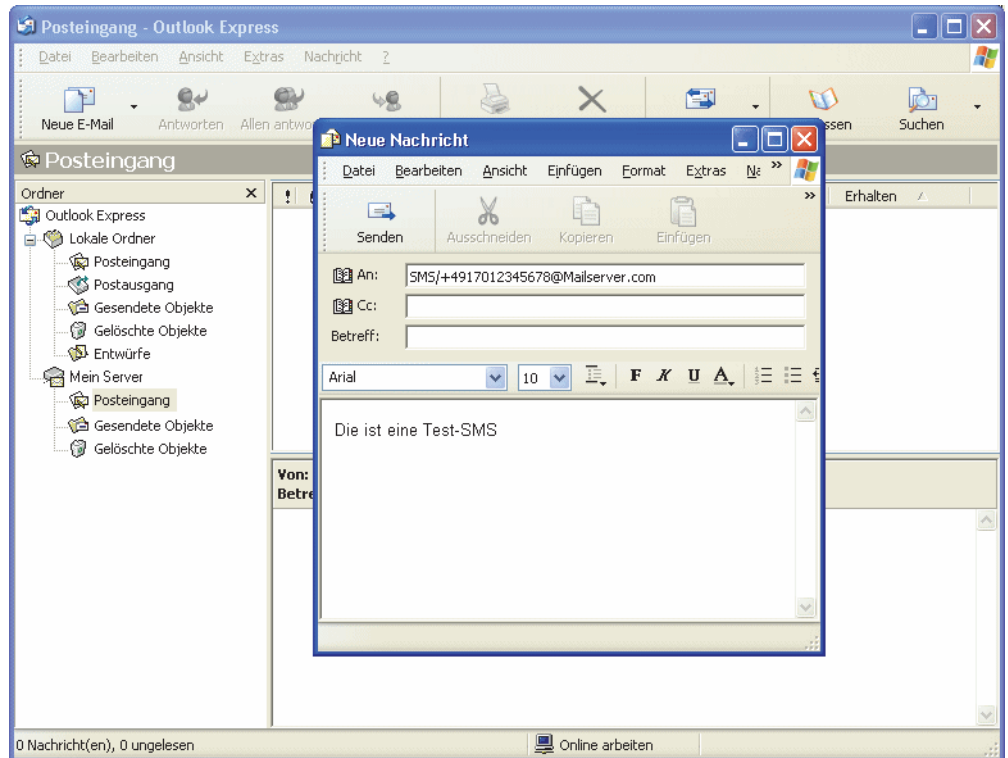 Posteingang - Outlook Express
Datei Bearbeiten Ansicht Extras Nachricht ?
Neue E-Mail Antworten Allen Suchen
Posteingang
Ordner x ! Erhalten
Outlook Express
Lokale Ordner
Posteingang
Postausgang
Gesendete Objekte
Gelöschte Objekte
Entwürfe
Mein Server
Posteingang
Gesendete Objekte
Gelöschte Objekte
Von:
Neue Nachricht
Datei Bearbeiten Ansicht Einfügen Format Extras »
Senden Ausschneiden Kopieren Einfügen »
An: SMS/+4917012345678@Mailserver.com
Cc:
Betreff:
Arial 10 F K U A
Die ist eine Test-SMS
0 Nachricht(en), 0 ungelesen Online arbeiten